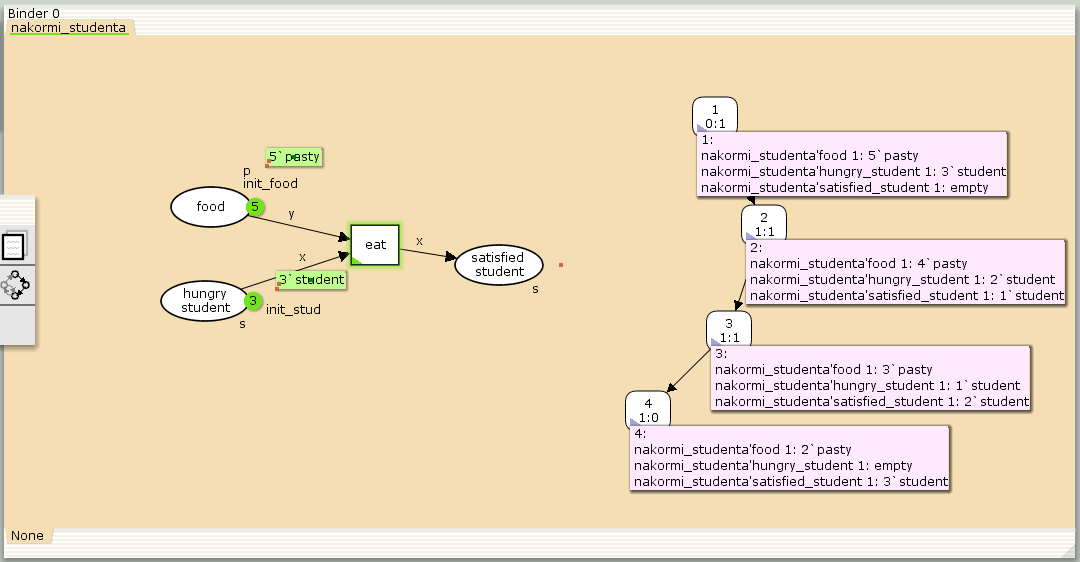 Binder 0
nakormi_studenta
5`pasty
p
init_food
food
5
y
eat
x
satisfied
student
s
x
3`student
hungry
student
3
init_stud
s
1
0:1
1:
nakormi_studenta'food 1: 5`pasty
nakormi_studenta'hungry_student 1: 3`student
nakormi_studenta'satisfied_student 1: empty
2
1:1
2:
nakormi_studenta'food 1: 4`pasty
nakormi_studenta'hungry_student 1: 2`student
nakormi_studenta'satisfied_student 1: 1`student
3
1:1
3:
nakormi_studenta'food 1: 3`pasty
nakormi_studenta'hungry_student 1: 1`student
nakormi_studenta'satisfied_student 1: 2`student
4
1:0
4:
nakormi_studenta'food 1: 2`pasty
nakormi_studenta'hungry_student 1: empty
nakormi_studenta'satisfied_student 1: 3`student
None